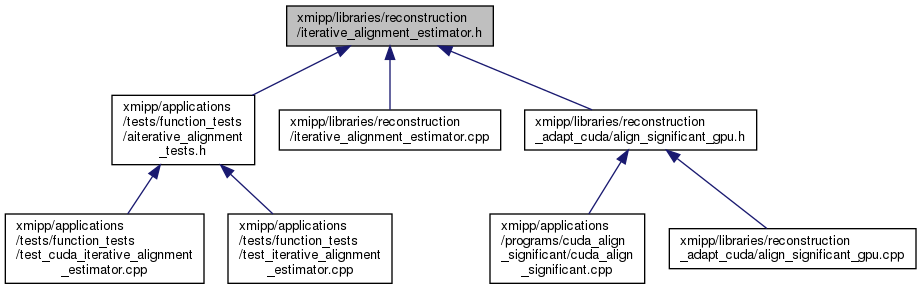 xmipp/libraries/reconstruction
/iterative_alignment_estimator.h
xmipp/applications
/tests/function_tests
/aiterative_alignment
_tests.h
xmipp/libraries/reconstruction
/iterative_alignment_estimator.cpp
xmipp/libraries/reconstruction
_adapt_cuda/align_significant_gpu.h
xmipp/applications
/tests/function_tests
/test_cuda_iterative_alignment
_estimator.cpp
xmipp/applications
/tests/function_tests
/test_iterative_alignment
_estimator.cpp
xmipp/applications
/programs/cuda_align
_significant/cuda_align
_significant.cpp
xmipp/libraries/reconstruction
_adapt_cuda/align_significant_gpu.cpp